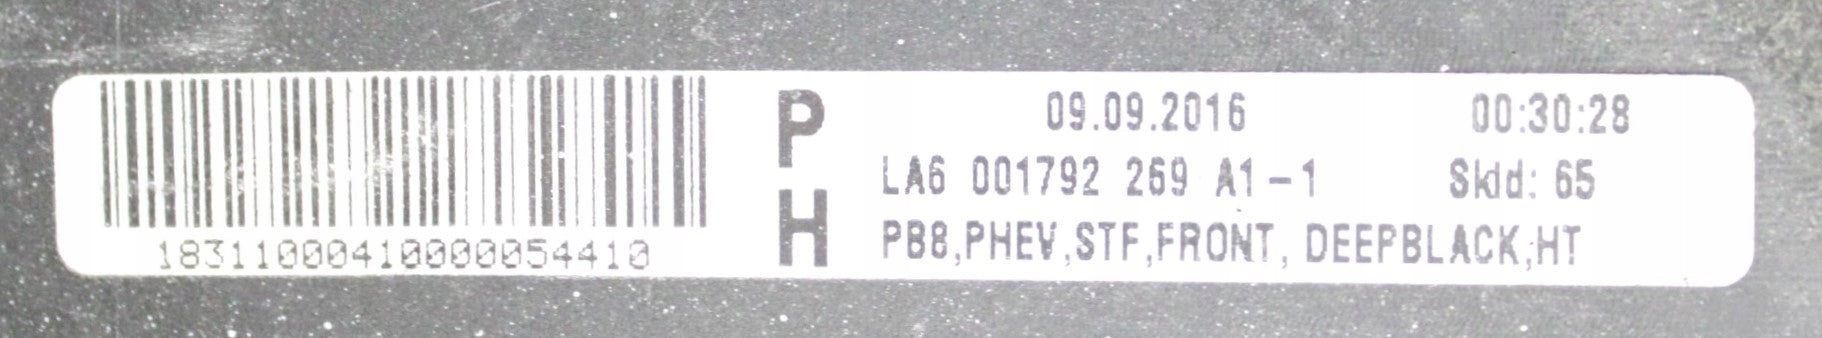 18311000410000054410
P
H
09.09.2016 00:30:28
LA6 001792 269 A1-1 Skid: 65
PB8,PHEV,STF,FRONT, DEEPBLACK,HT